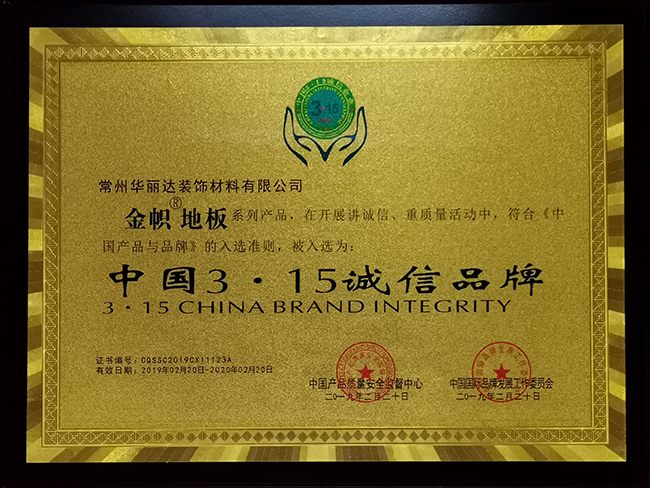 3·15
常州华丽达装饰材料有限公司
金帜®地板系列产品，在开展讲诚信、重质量活动中，符合《中
国产品与品牌》的入选准则，被入选为：
中国3·15诚信品牌
3·15 CHINA BRAND INTEGRITY
证书编号：CQSSC2019CX11123A
有效日期：2019年02月20日-2020年02月20日
中国产品质量安全监督中心
二〇一九年二月二十日
中国国际品牌发展工作委员会
二〇一九年二月二十日